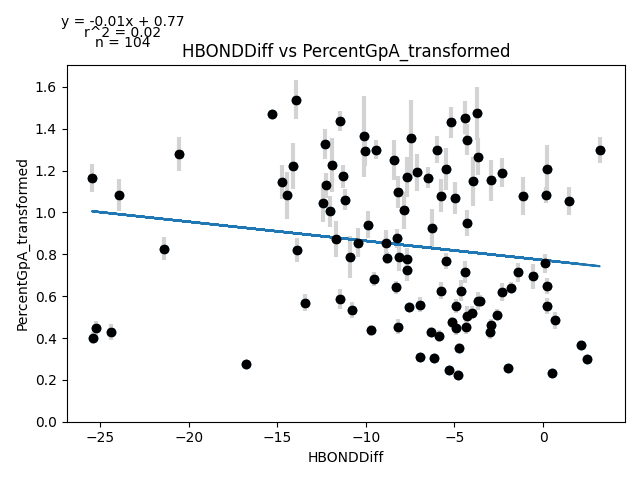 y = -0.01x + 0.77
r^2 = 0.02
n = 104
HBONDDiff vs PercentGpA_transformed
PercentGpA_transformed
1.6
1.4
1.2
1.0
0.8
0.6
0.4
0.2
0.0
−25
−20
−15
−10
−5
0
HBONDDiff